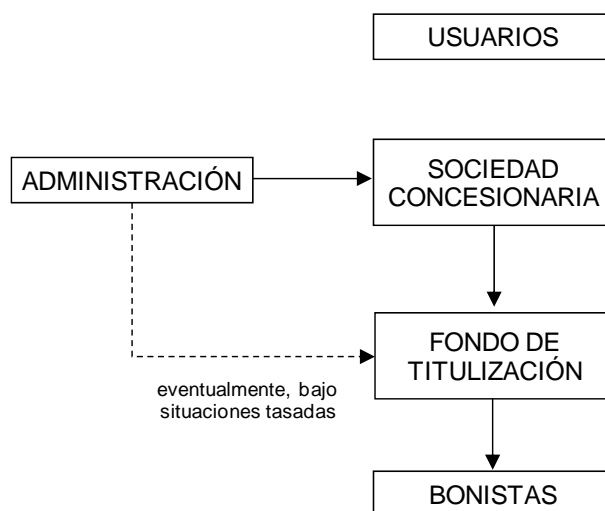 USUARIOS
ADMINISTRACIÓN
SOCIEDAD
CONCESIONARIA
FONDO DE
TITULIZACIÓN
eventualmente, bajo
situaciones tasadas
BONISTAS